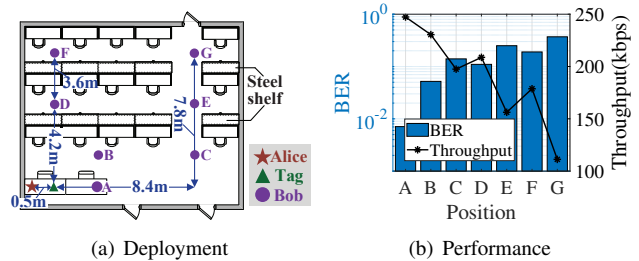 F
G
3.6m
Steel
shelf
D
E
4.2m
7.8m
B
C
A
8.4m
0.5m
Alice
Tag
Bob
(a) Deployment
10^0
10^-2
BER
250
200
150
100
Throughput(kbps)
BER
Throughput
A B C D E F G
Position
(b) Performance